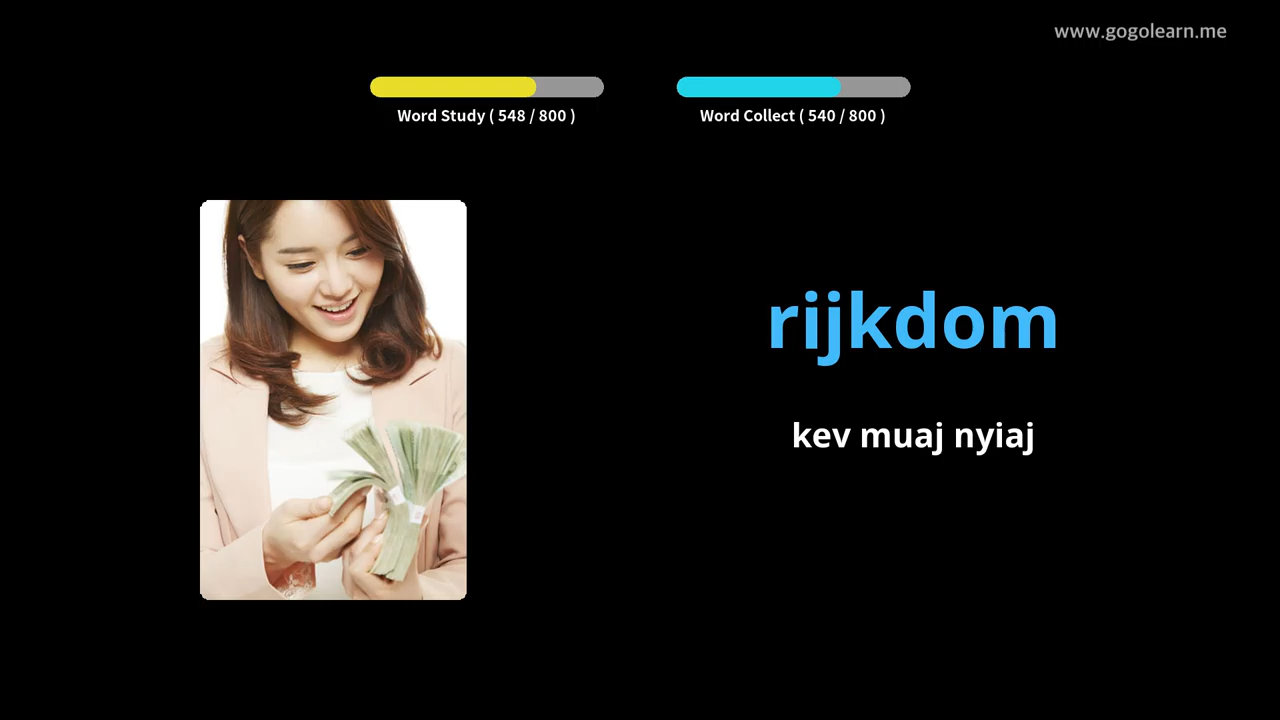 www.gogolearn.me
Word Study ( 548 / 800 )
Word Collect ( 540 / 800 )
rijkdom
kev muaj nyiaj